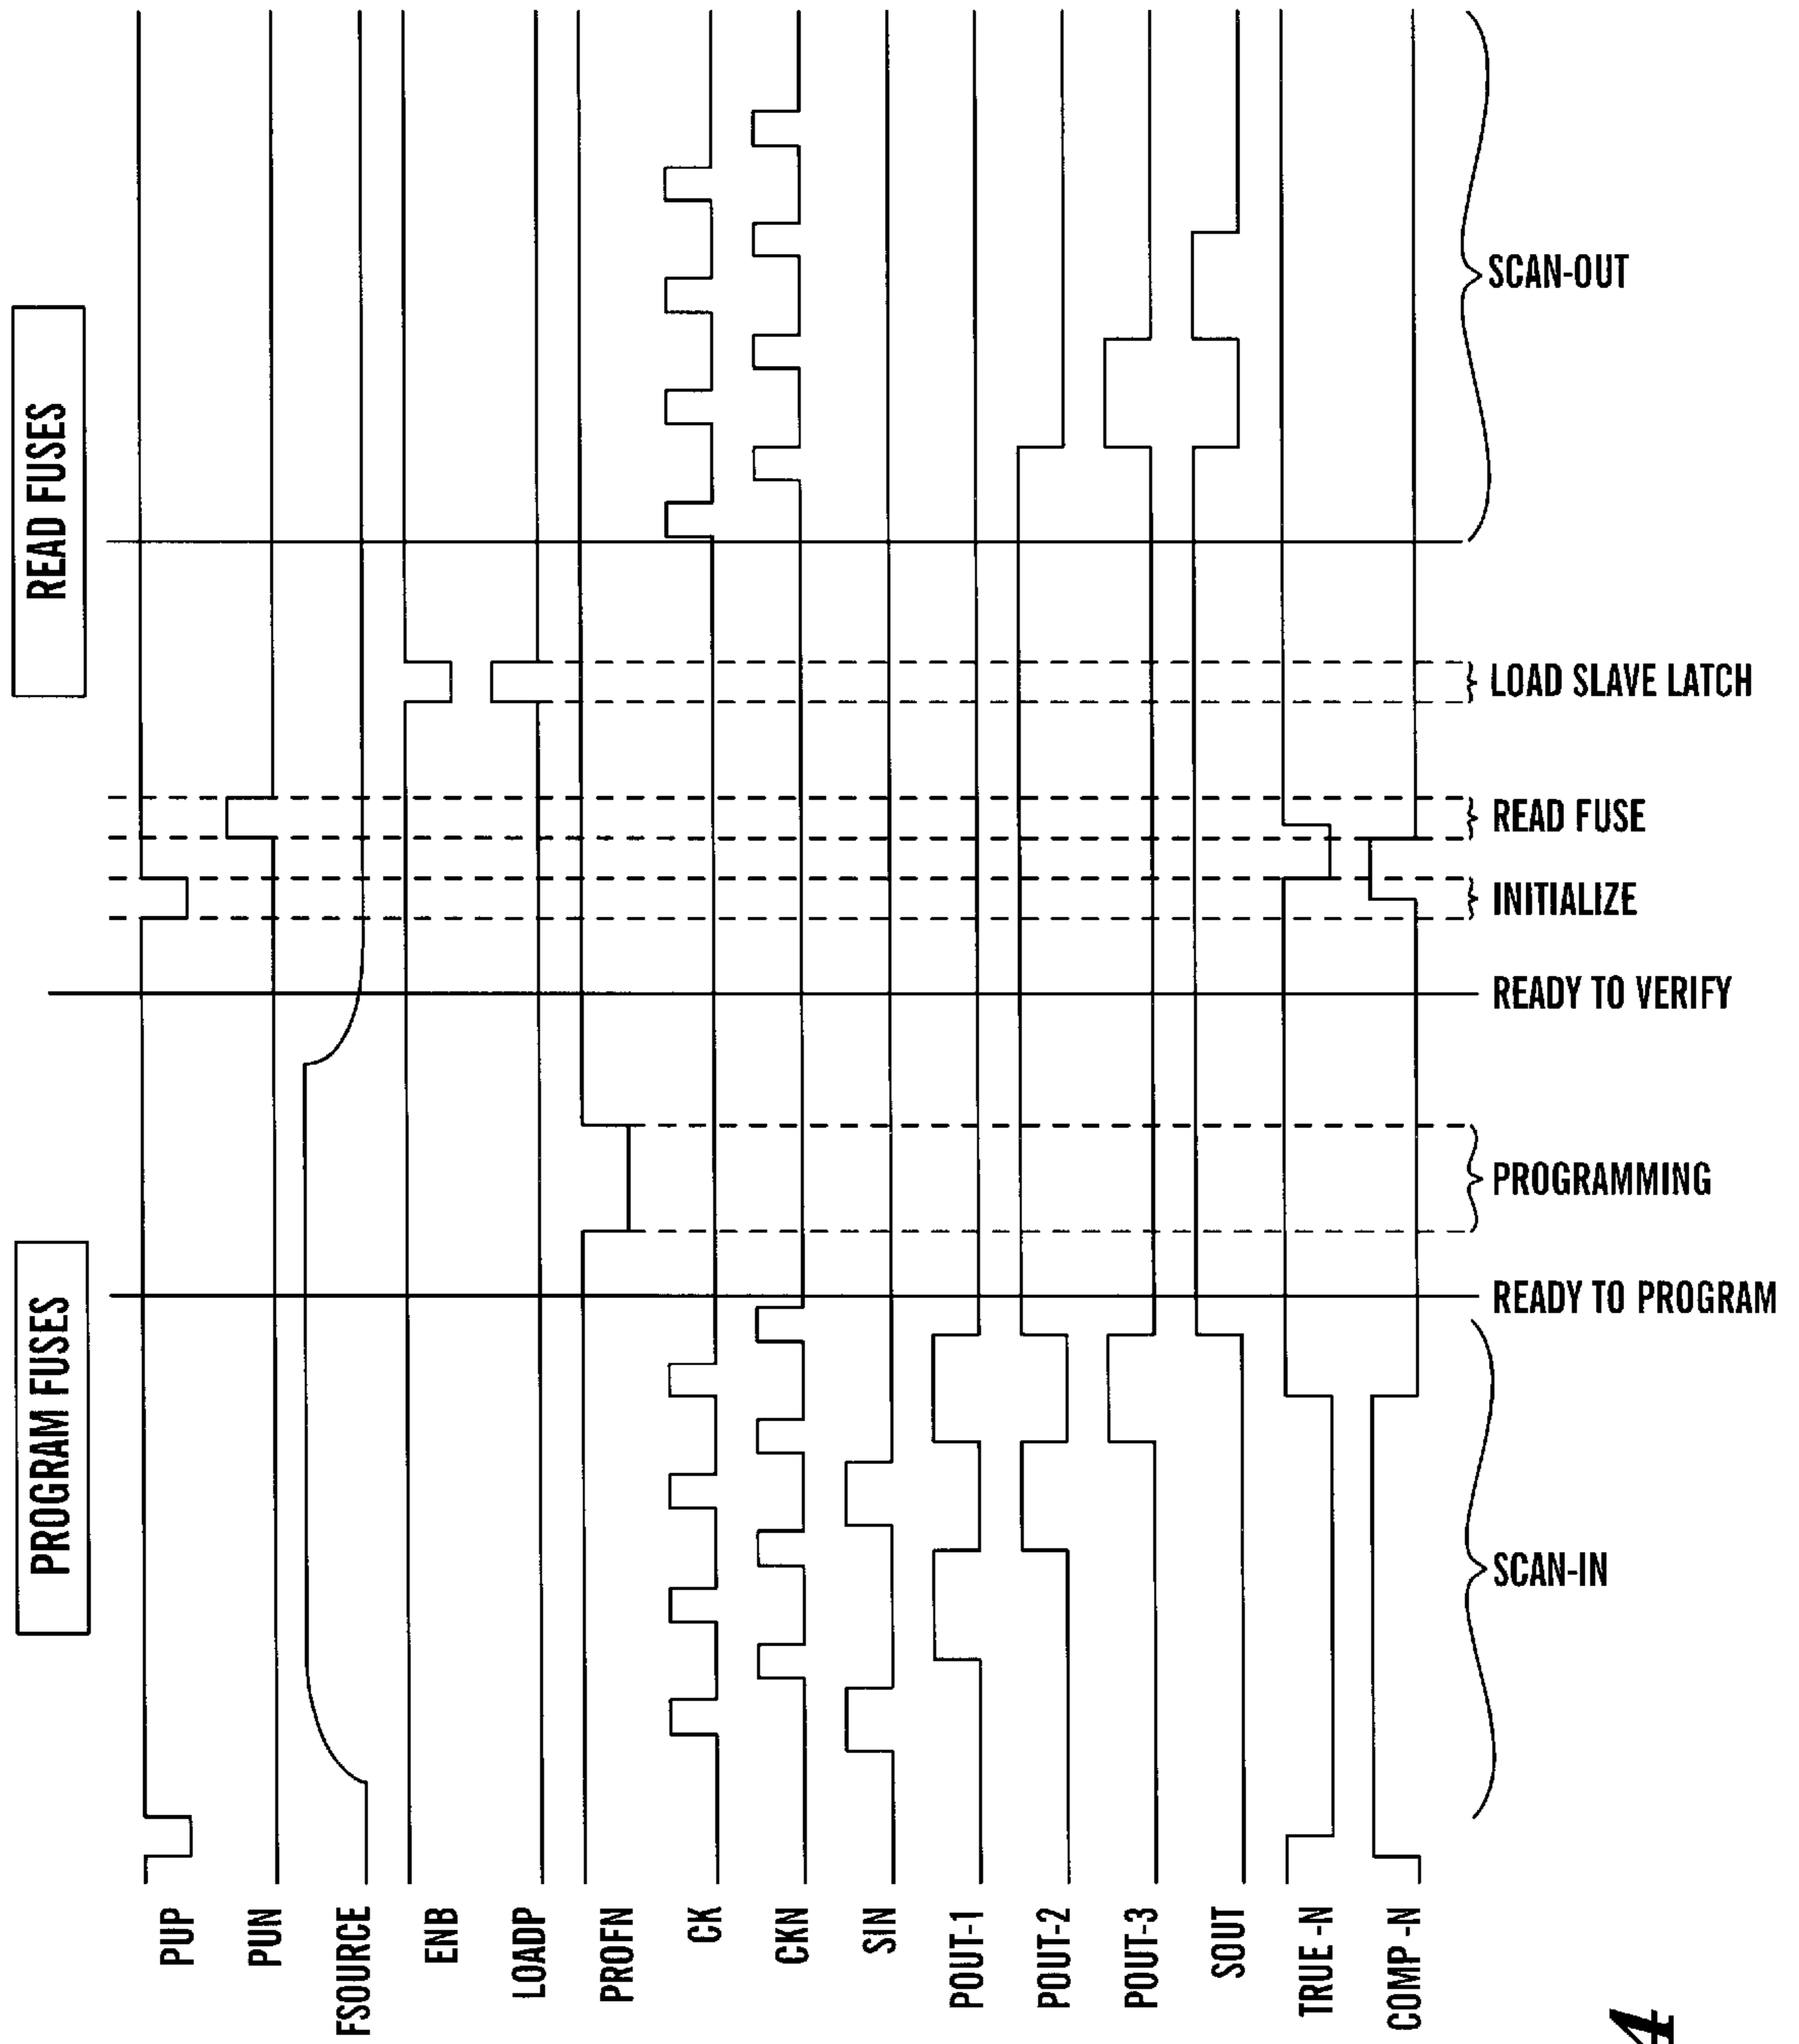 PROGRAM FUSES
READ FUSES
PUP
PUN
FSOURCE
ENB
LOADP
PROFN
CK
CKN
SIN
POUT-1
POUT-2
POUT-3
SOUT
TRUE-N
COMP-N
SCAN-IN
READY TO PROGRAM
PROGRAMMING
READY TO VERIFY
INITIALIZE
READ FUSE
LOAD SLAVE LATCH
SCAN-OUT
4